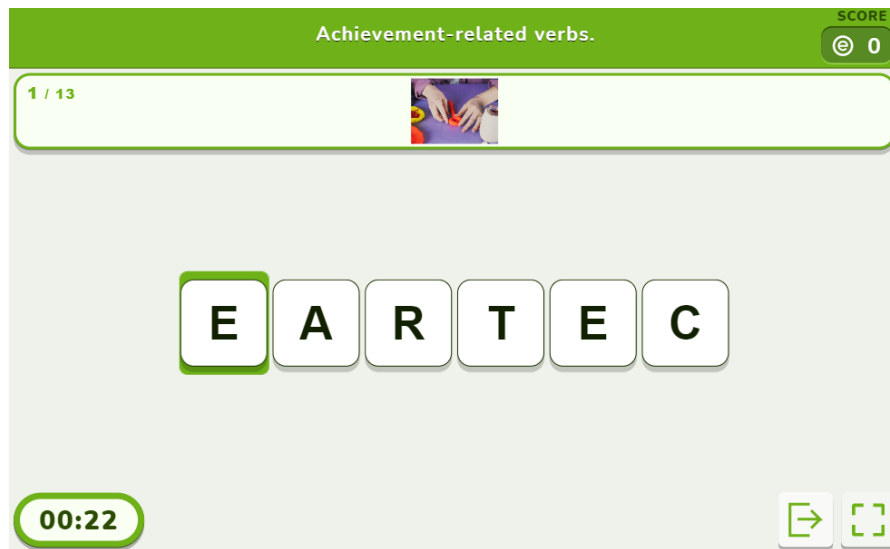 SCORE
Achievement-related verbs.
0
1 / 13
E A R T E C
00:22